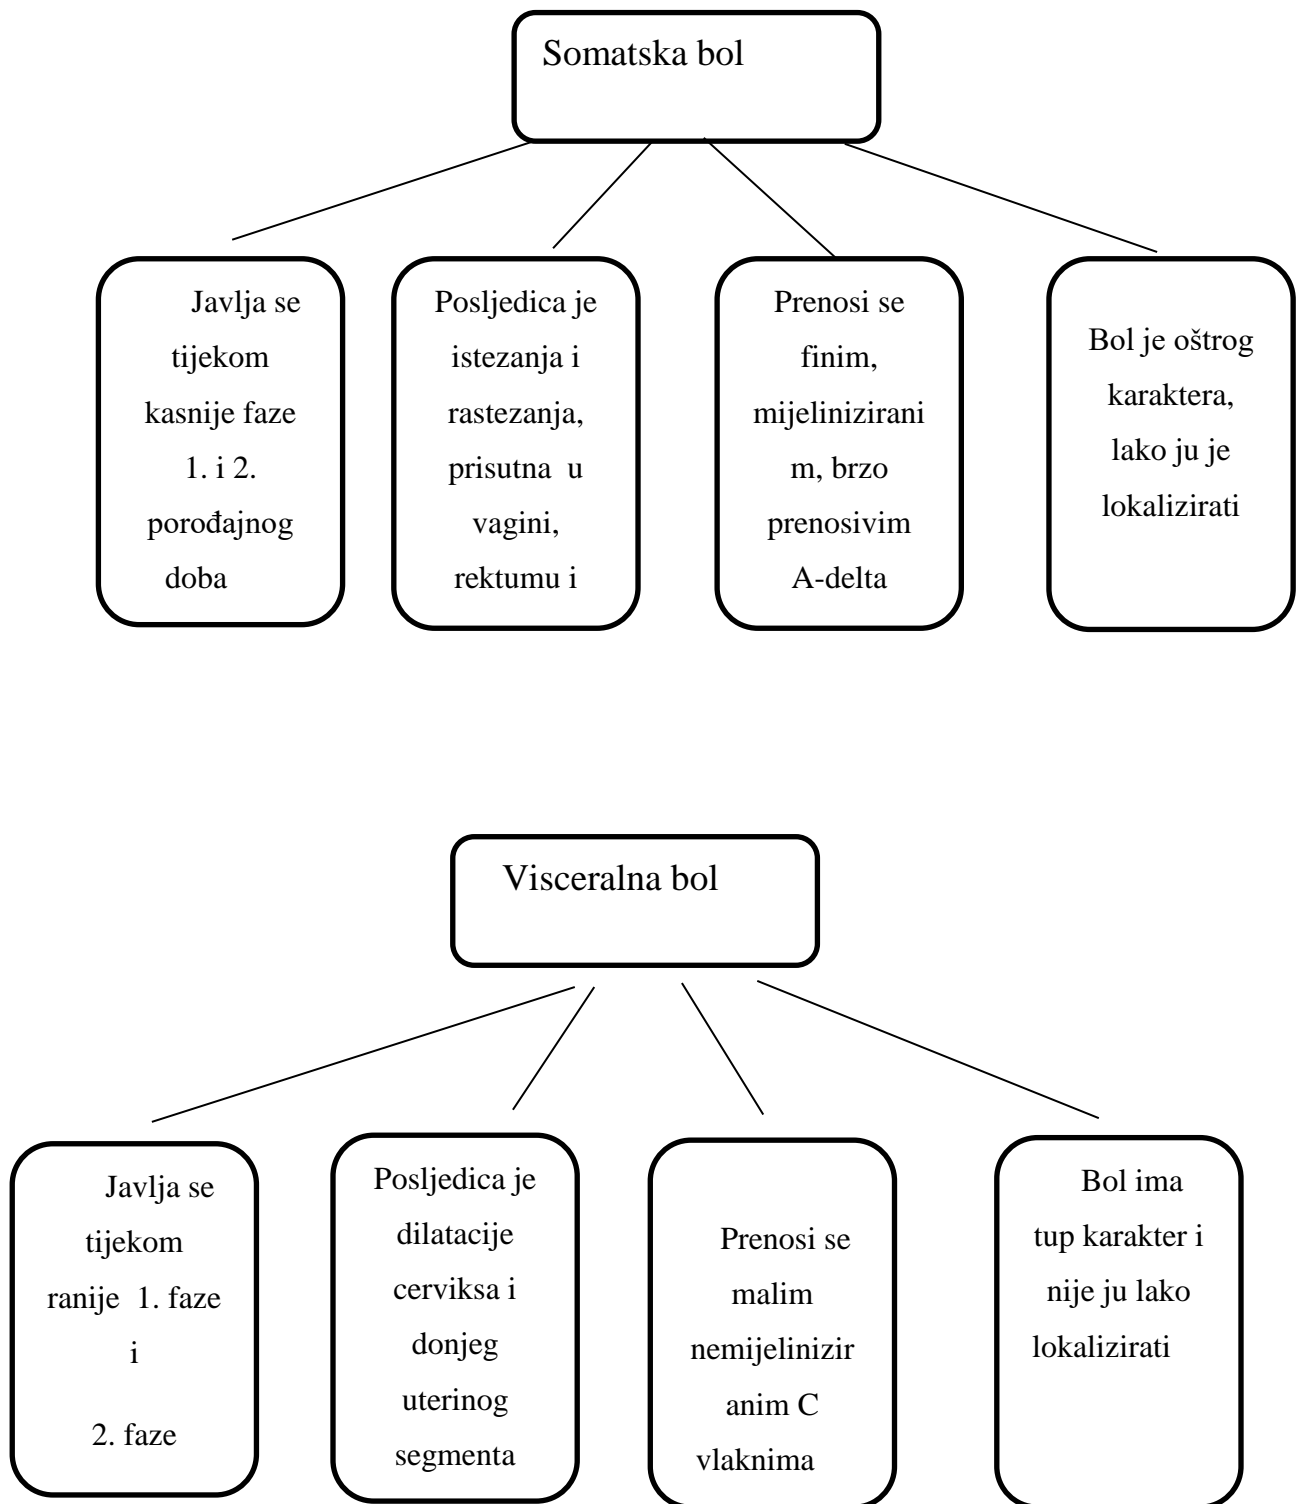 Somatska bol
Javlja se
tijekom
kasnije faze
1. i 2.
porođajnog
doba
Posljedica je
istezanja i
rastezanja,
prisutna u
vagini,
rektumu i
Prenosi se
finim,
mijelinizirani
m, brzo
prenosivim
A-delta
Bol je oštrog
karaktera,
lako ju je
lokalizirati
Visceralna bol
Javlja se
tijekom
ranije 1. faze
i
2. faze
Posljedica je
dilatacije
cerviksa i
donjeg
uterinog
segmenta
Prenosi se
malim
nemijelinizir
anim C
vlaknima
Bol ima
tup karakter i
nije ju lako
lokalizirati